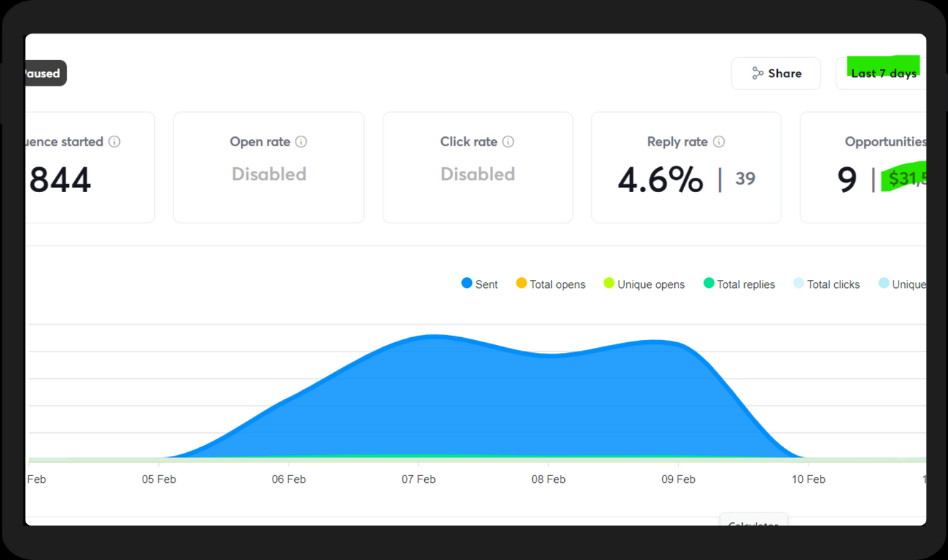 aused
Share
Last 7 days
uence started
Open rate
Click rate
Reply rate
Opportunities
844
Disabled
Disabled
4.6% | 39
9 | $31,5
Sent
Total opens
Unique opens
Total replies
Total clicks
Unique
Feb
05 Feb
06 Feb
07 Feb
08 Feb
09 Feb
10 Feb
Calculator